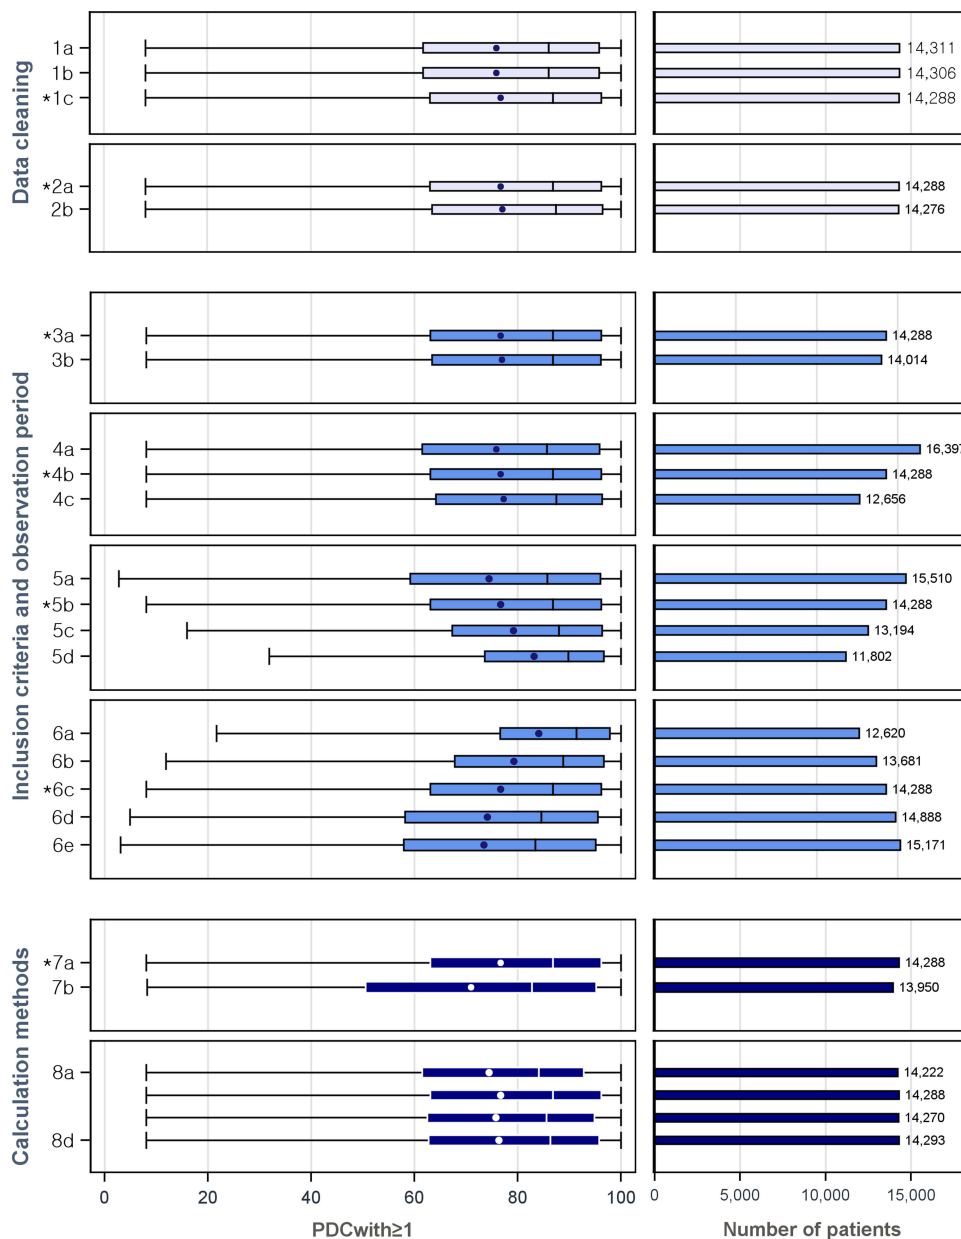 Data cleaning
1a
14,311
1b
14,306
*1c
14,288
*2a
14,288
2b
14,276
Inclusion criteria and observation period
*3a
14,288
3b
14,014
4a
16,397
*4b
14,288
4c
12,656
5a
15,510
*5b
14,288
5c
13,194
5d
11,802
6a
12,620
6b
13,681
*6c
14,288
6d
14,888
6e
15,171
Calculation methods
*7a
14,288
7b
13,950
8a
14,222
14,288
14,270
8d
14,293
0 20 40 60 80 100
0 5,000 10,000 15,000
PDCwith≥1
Number of patients